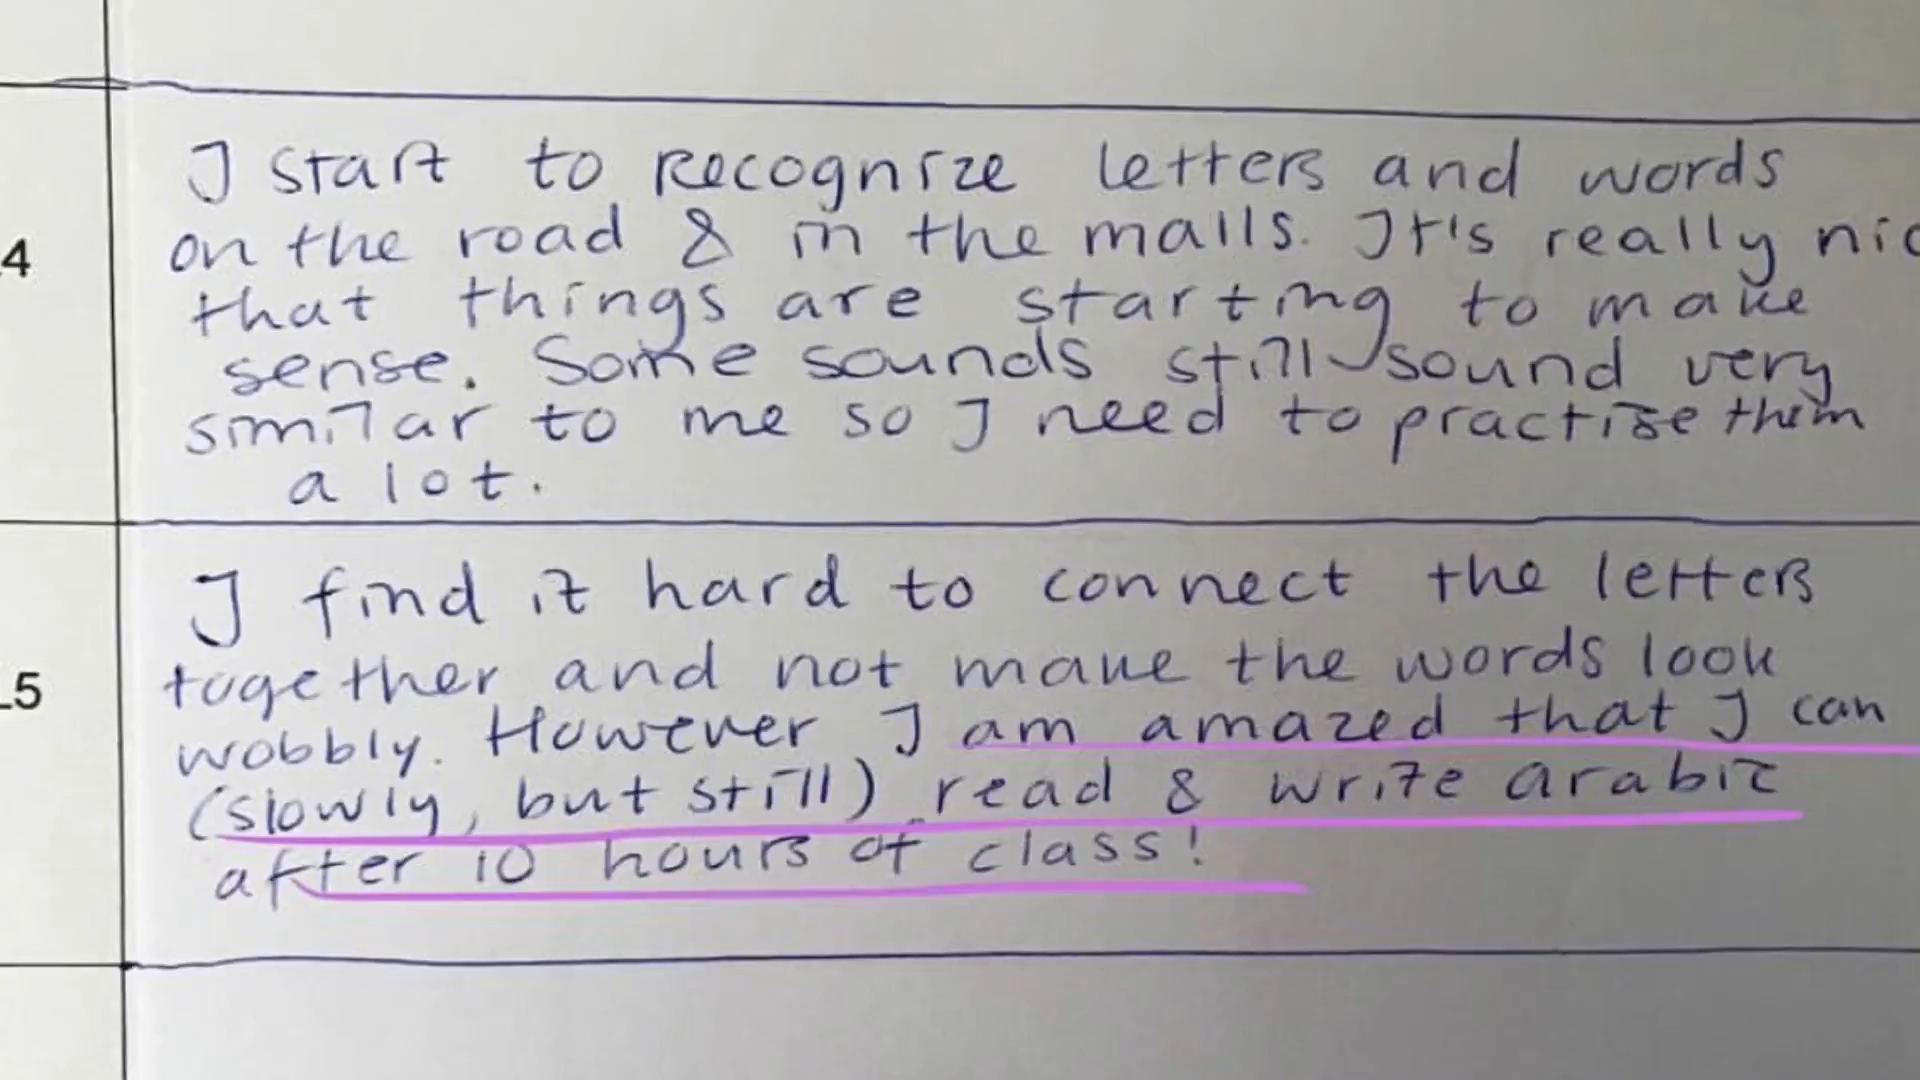 4
I start to recognize letters and words
on the road & in the malls. It's really nic
that things are starting to make
sense. Some sounds still sound very
similar to me so I need to practise them
a lot.
5
I find it hard to connect the letters
together and not make the words look
wobbly. However I am amazed that I can
(slowly, but still) read & write arabic
after 10 hours of class!